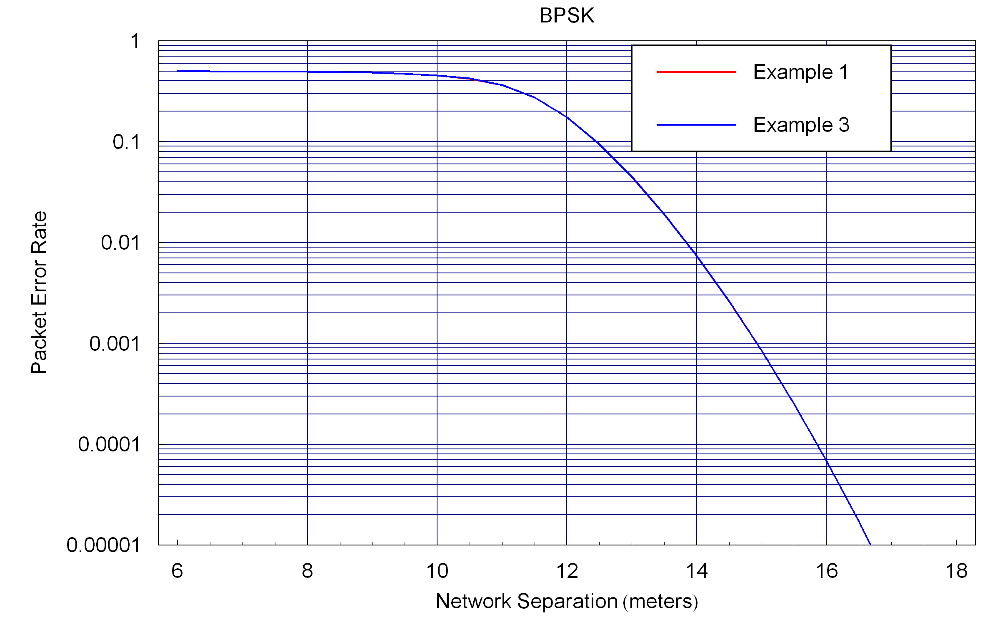 BPSK
1
0.1
0.01
0.001
0.0001
0.00001
Packet Error Rate
Example 1
Example 3
6 8 10 12 14 16 18
Network Separation (meters)